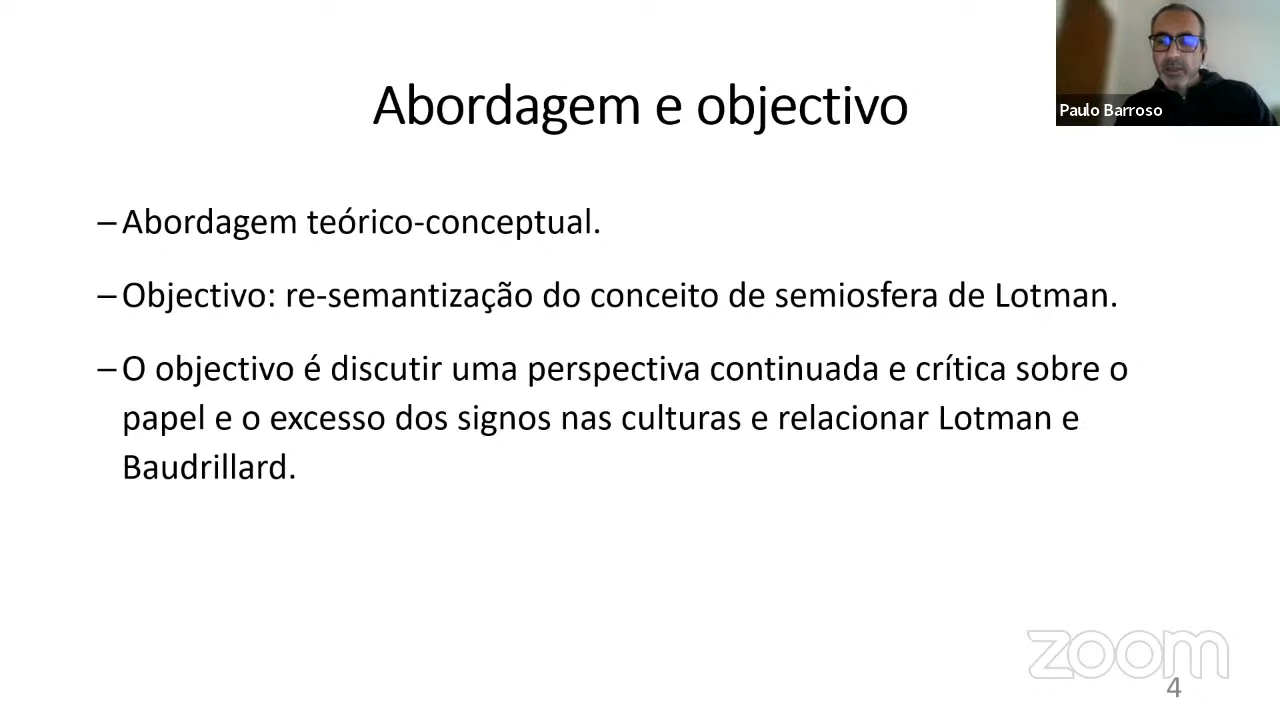 Abordagem e objectivo
Paulo Barroso
– Abordagem teórico-conceptual.
– Objectivo: re-semantização do conceito de semiosfera de Lotman.
– O objectivo é discutir uma perspectiva continuada e crítica sobre o
papel e o excesso dos signos nas culturas e relacionar Lotman e
Baudrillard.
zoom
4